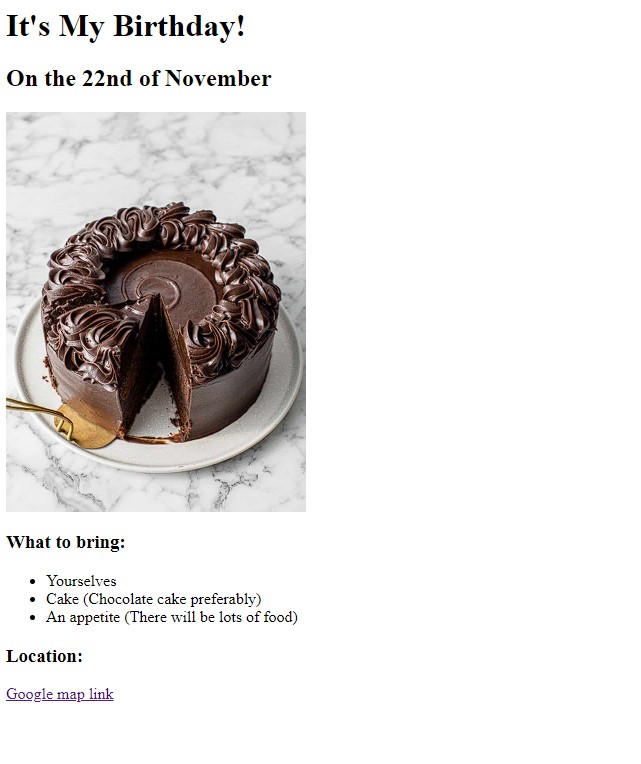 It's My Birthday!
On the 22nd of November
What to bring:
Yourselves
Cake (Chocolate cake preferably)
An appetite (There will be lots of food)
Location:
Google map link